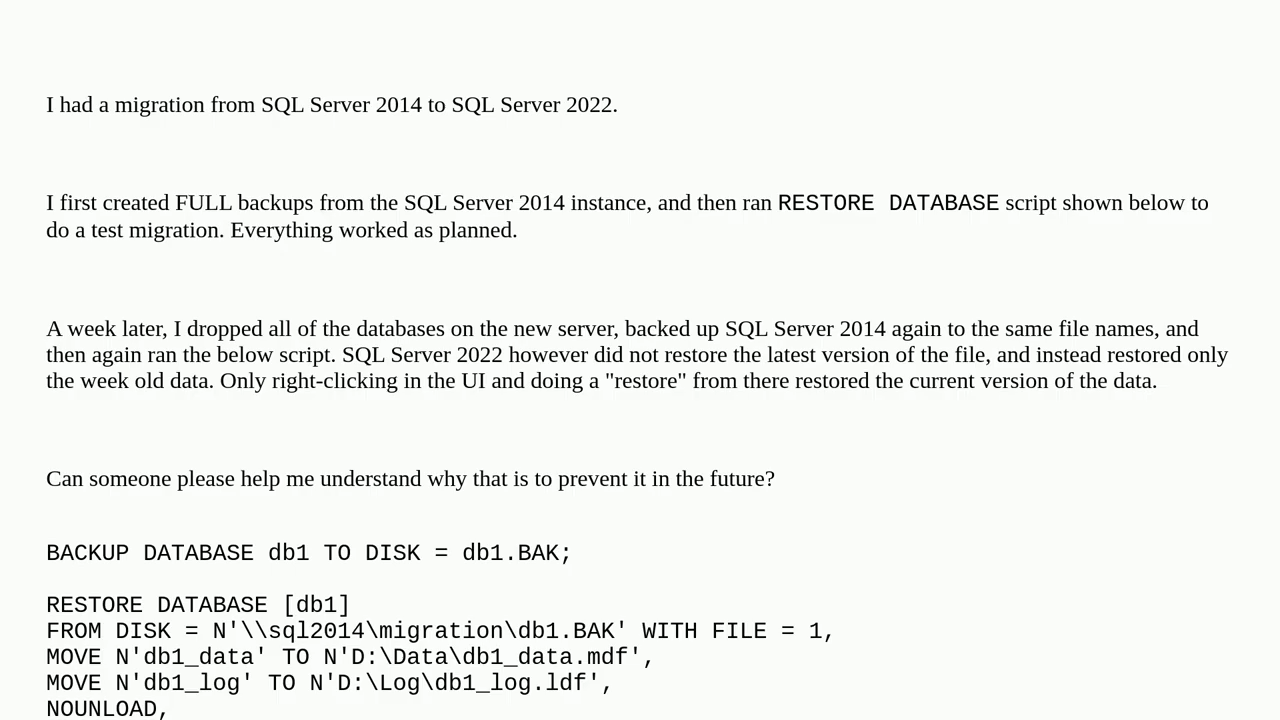 I had a migration from SQL Server 2014 to SQL Server 2022.
I first created FULL backups from the SQL Server 2014 instance, and then ran RESTORE DATABASE script shown below to
do a test migration. Everything worked as planned.
A week later, I dropped all of the databases on the new server, backed up SQL Server 2014 again to the same file names, and
then again ran the below script. SQL Server 2022 however did not restore the latest version of the file, and instead restored only
the week old data. Only right-clicking in the UI and doing a "restore" from there restored the current version of the data.
Can someone please help me understand why that is to prevent it in the future?
BACKUP DATABASE db1 TO DISK = db1.BAK;
RESTORE DATABASE [db1]
FROM DISK = N'\\sql2014\migration\db1.BAK' WITH FILE = 1,
MOVE N'db1_data' TO N'D:\Data\db1_data.mdf',
MOVE N'db1_log' TO N'D:\Log\db1_log.ldf',
NOUNLOAD,